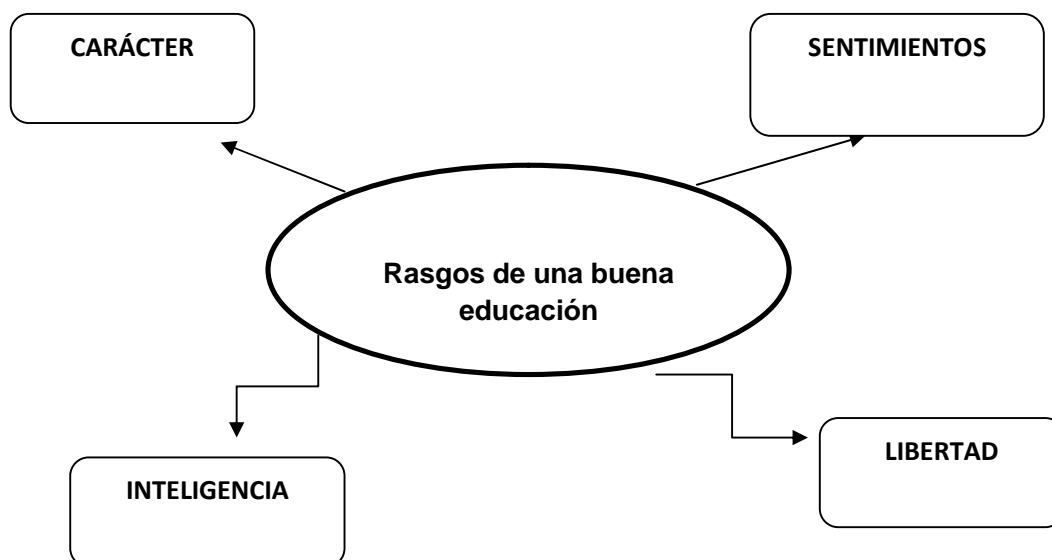 CARÁCTER
SENTIMIENTOS
Rasgos de una buena
educación
INTELIGENCIA
LIBERTAD